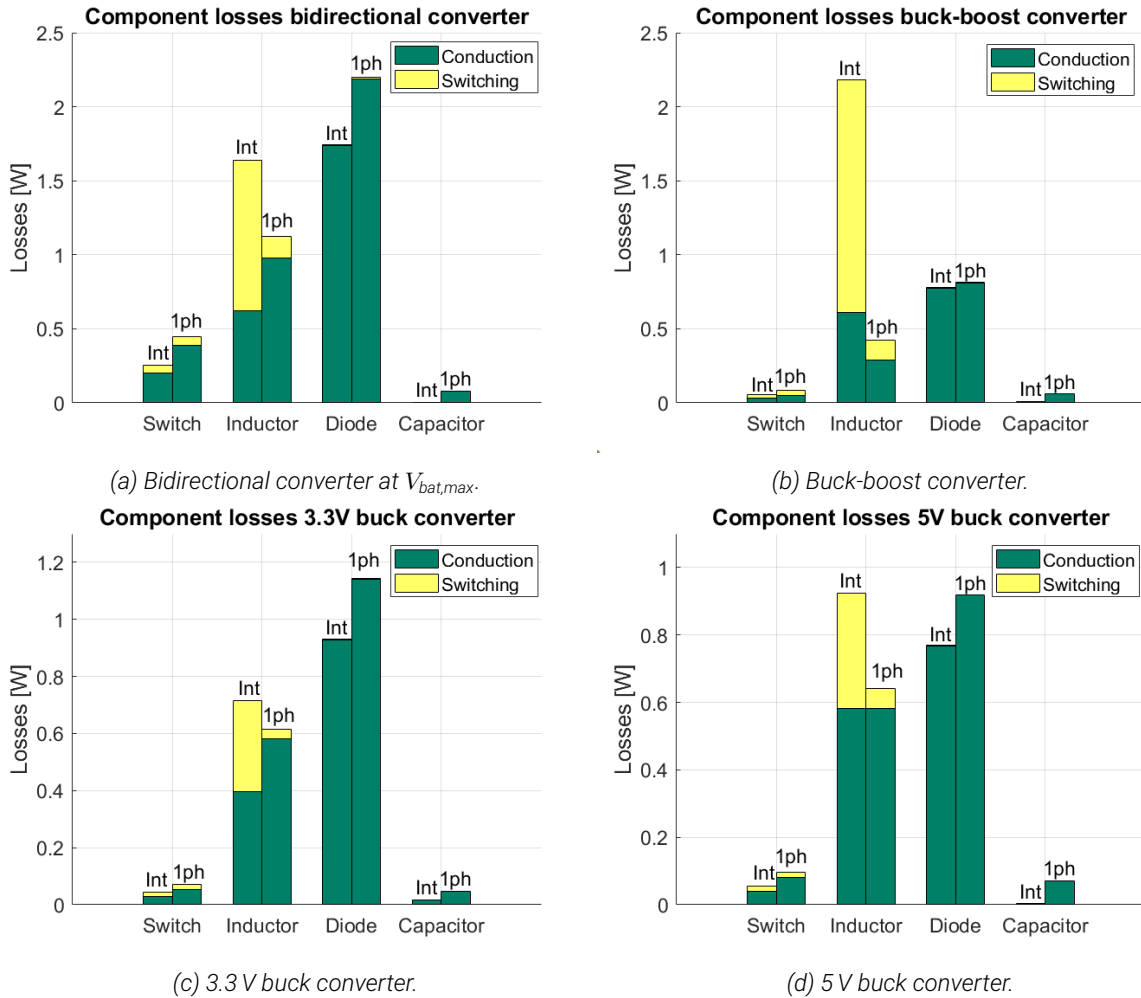 Component losses bidirectional converter
2.5
2
1.5
1
0.5
0
Losses [W]
Conduction
Switching
Int
1ph
Int
1ph
Int
1ph
Int
1ph
Switch
Inductor
Diode
Capacitor
(a) Bidirectional converter at Vbat,max.
Component losses buck-boost converter
2.5
2
1.5
1
0.5
0
Losses [W]
Conduction
Switching
Int
1ph
Int
1ph
Int
1ph
Int
1ph
Switch
Inductor
Diode
Capacitor
(b) Buck-boost converter.
Component losses 3.3V buck converter
1.2
1
0.8
0.6
0.4
0.2
0
Losses [W]
Conduction
Switching
Int
1ph
Int
1ph
Int
1ph
Int
1ph
Switch
Inductor
Diode
Capacitor
(c) 3.3 V buck converter.
Component losses 5V buck converter
1
0.8
0.6
0.4
0.2
0
Losses [W]
Conduction
Switching
Int
1ph
Int
1ph
Int
1ph
Int
1ph
Switch
Inductor
Diode
Capacitor
(d) 5 V buck converter.